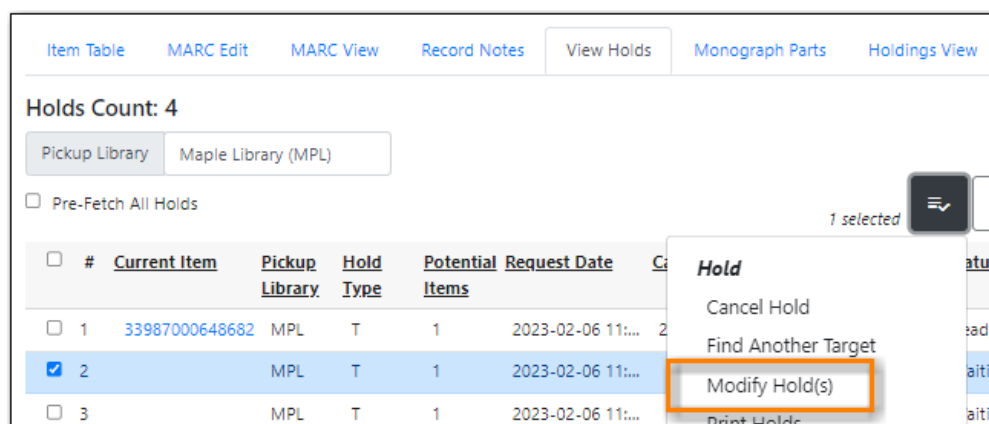 Item Table MARC Edit MARC View Record Notes View Holds Monograph Parts Holdings View
Holds Count: 4
Pickup Library Maple Library (MPL)
Pre-Fetch All Holds
1 selected
# Current Item Pickup Library Hold Type Potential Items Request Date
Hold
Cancel Hold
Find Another Target
Modify Hold(s)
Print Holds
1 33987000648682 MPL T 1 2023-02-06 11:... 2
2 MPL T 1 2023-02-06 11:...
3 MPL T 1 2023-02-06 11:...